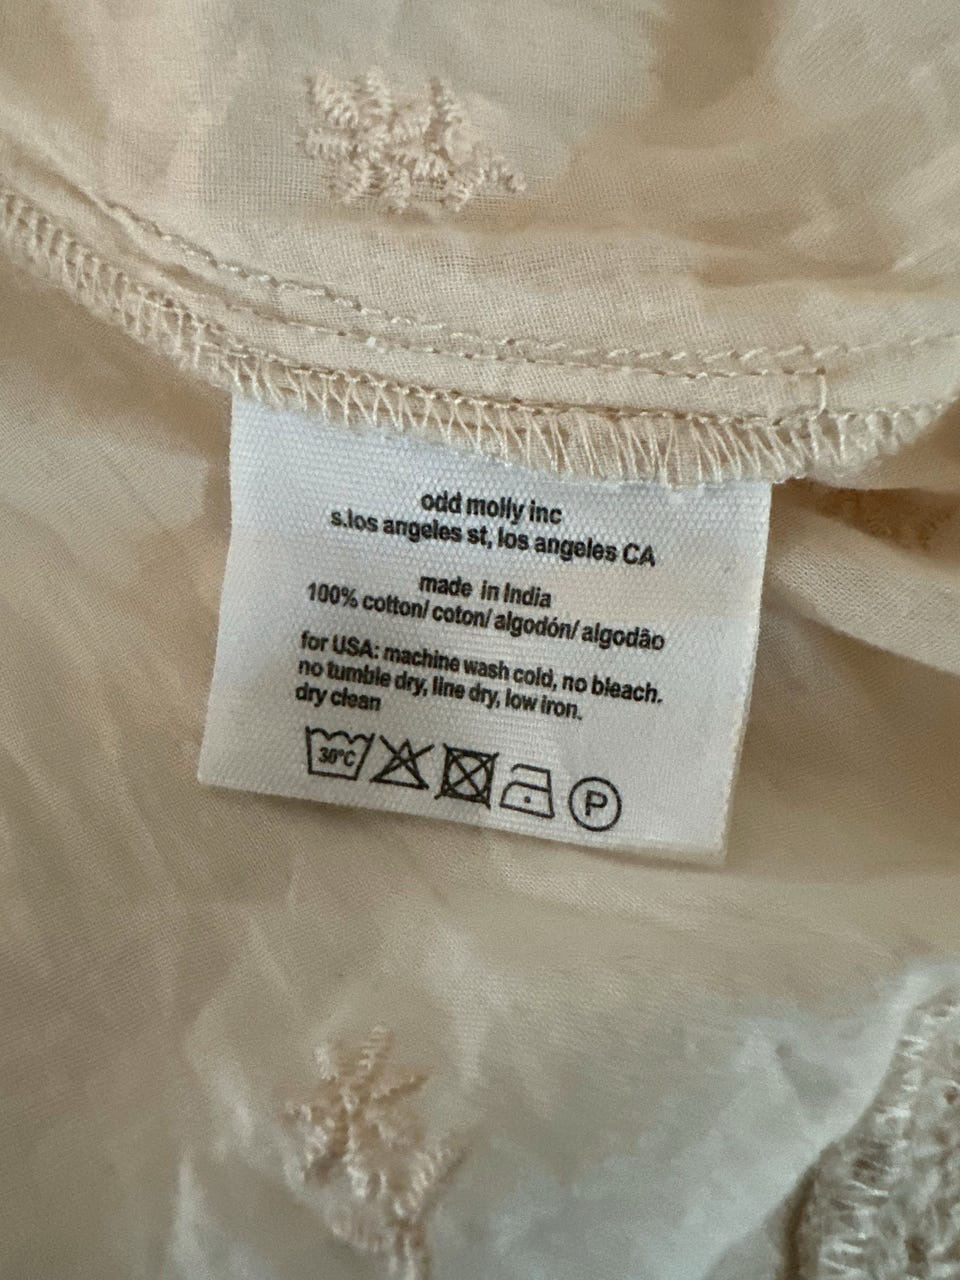 odd molly inc
s.los angeles st, los angeles CA
made in India
100% cotton/ coton/ algodón/ algodão
for USA: machine wash cold, no bleach.
no tumble dry, line dry, low iron.
dry clean
30°C P